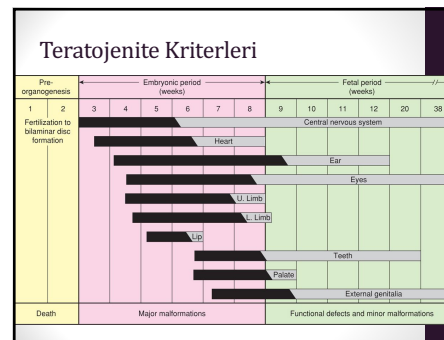 Teratojenite Kriterleri
Pre-
organogenesis
Embryonic period
(weeks)
Fetal period
(weeks)
1 2 3 4 5 6 7 8 9 10 11 12 20 38
Fertilization to
bilaminar disc
formation
Central nervous system
Heart
Ear
Eyes
U. Limb
L. Limb
Lip
Teeth
Palate
External genitalia
Death
Major malformations
Functional defects and minor malformations